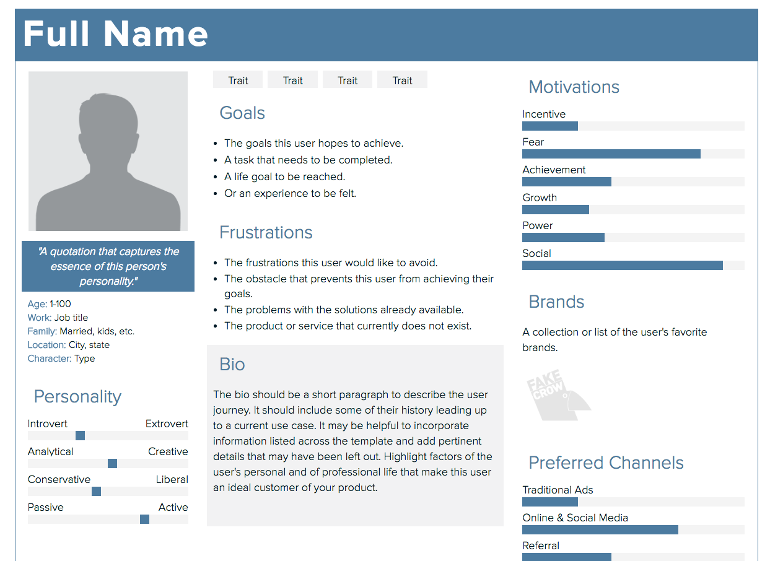 Full Name
Trait Trait Trait Trait
"A quotation that captures the
essence of this person's
personality."
Age: 1-100
Work: Job title
Family: Married, kids, etc.
Location: City, state
Character: Type
Personality
Introvert Extrovert
Analytical Creative
Conservative Liberal
Passive Active
Goals
• The goals this user hopes to achieve.
• A task that needs to be completed.
• A life goal to be reached.
• Or an experience to be felt.
Frustrations
• The frustrations this user would like to avoid.
• The obstacle that prevents this user from achieving their
goals.
• The problems with the solutions already available.
• The product or service that currently does not exist.
Bio
The bio should be a short paragraph to describe the user
journey. It should include some of their history leading up
to a current use case. It may be helpful to incorporate
information listed across the template and add pertinent
details that may have been left out. Highlight factors of the
user's personal and of professional life that make this user
an ideal customer of your product.
Motivations
Incentive
Fear
Achievement
Growth
Power
Social
Brands
A collection or list of the user's favorite
brands.
FAKE
CROW
Preferred Channels
Traditional Ads
Online & Social Media
Referral